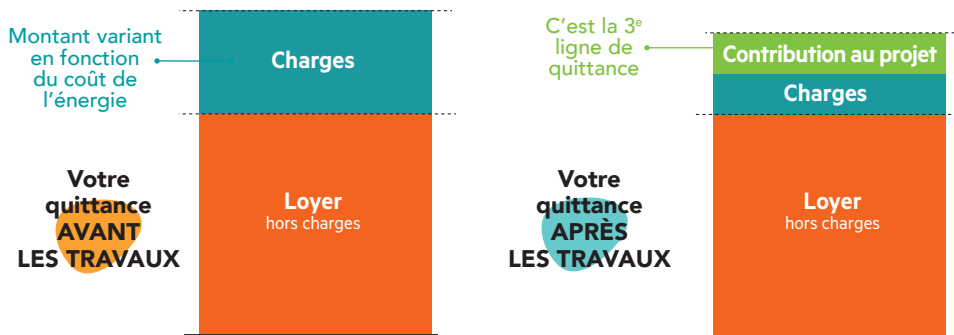 Montant variant
en fonction
du coût de
l'énergie
Charges
Votre
quittance
AVANT
LES TRAVAUX
Loyer
hors charges
C'est la 3e
ligne de
quittance
Contribution au projet
Charges
Votre
quittance
APRÈS
LES TRAVAUX
Loyer
hors charges